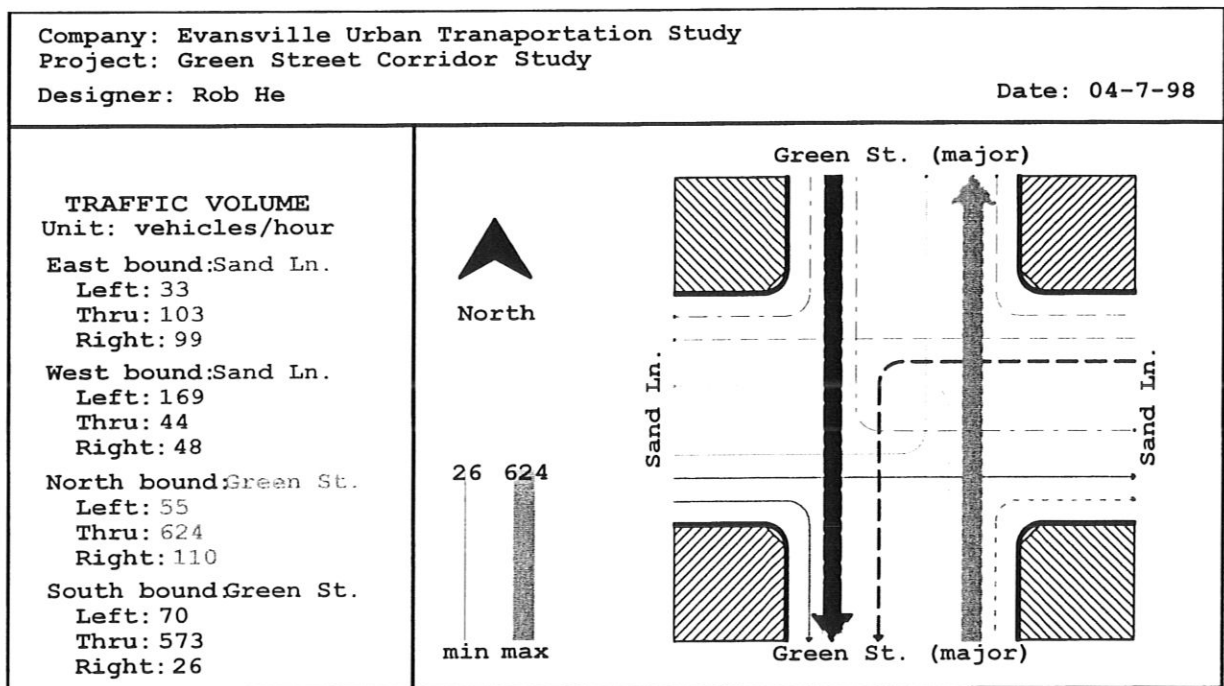 Company: Evansville Urban Tranaportation Study
Project: Green Street Corridor Study
Designer: Rob He
Date: 04-7-98
TRAFFIC VOLUME
Unit: vehicles/hour
East bound:Sand Ln.
Left: 33
Thru: 103
Right: 99
West bound:Sand Ln.
Left: 169
Thru: 44
Right: 48
North bound:Green St.
Left: 55
Thru: 624
Right: 110
South bound:Green St.
Left: 70
Thru: 573
Right: 26
North
26 624
min max
Green St. (major)
Sand Ln.
Sand Ln.
Green St. (major)